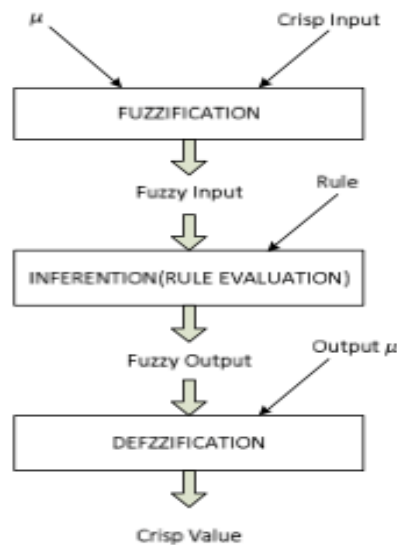 μ
Crisp Input
FUZZIFICATION
Fuzzy Input
Rule
INFERENTION(RULE EVALUATION)
Fuzzy Output
Output μ
DEFZZIFICATION
Crisp Value